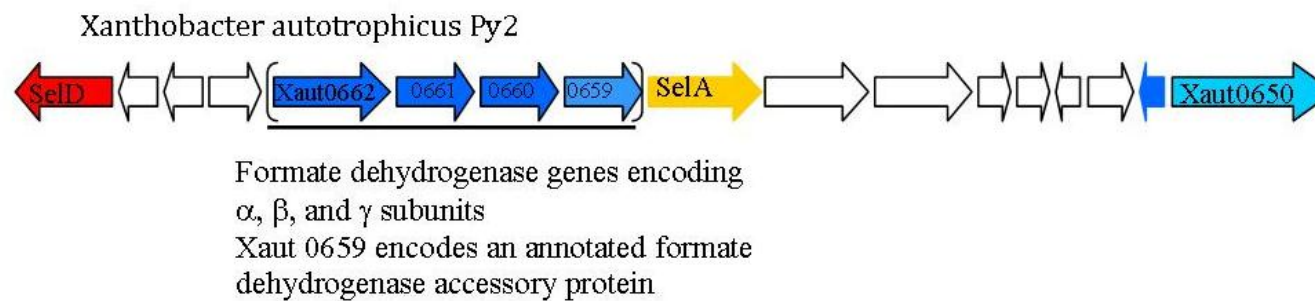 Xanthobacter autotrophicus Py2
SelD Xaut0662 0661 0660 0659 SelA Xaut0650
Formate dehydrogenase genes encoding
α, β, and γ subunits
Xaut 0659 encodes an annotated formate
dehydrogenase accessory protein